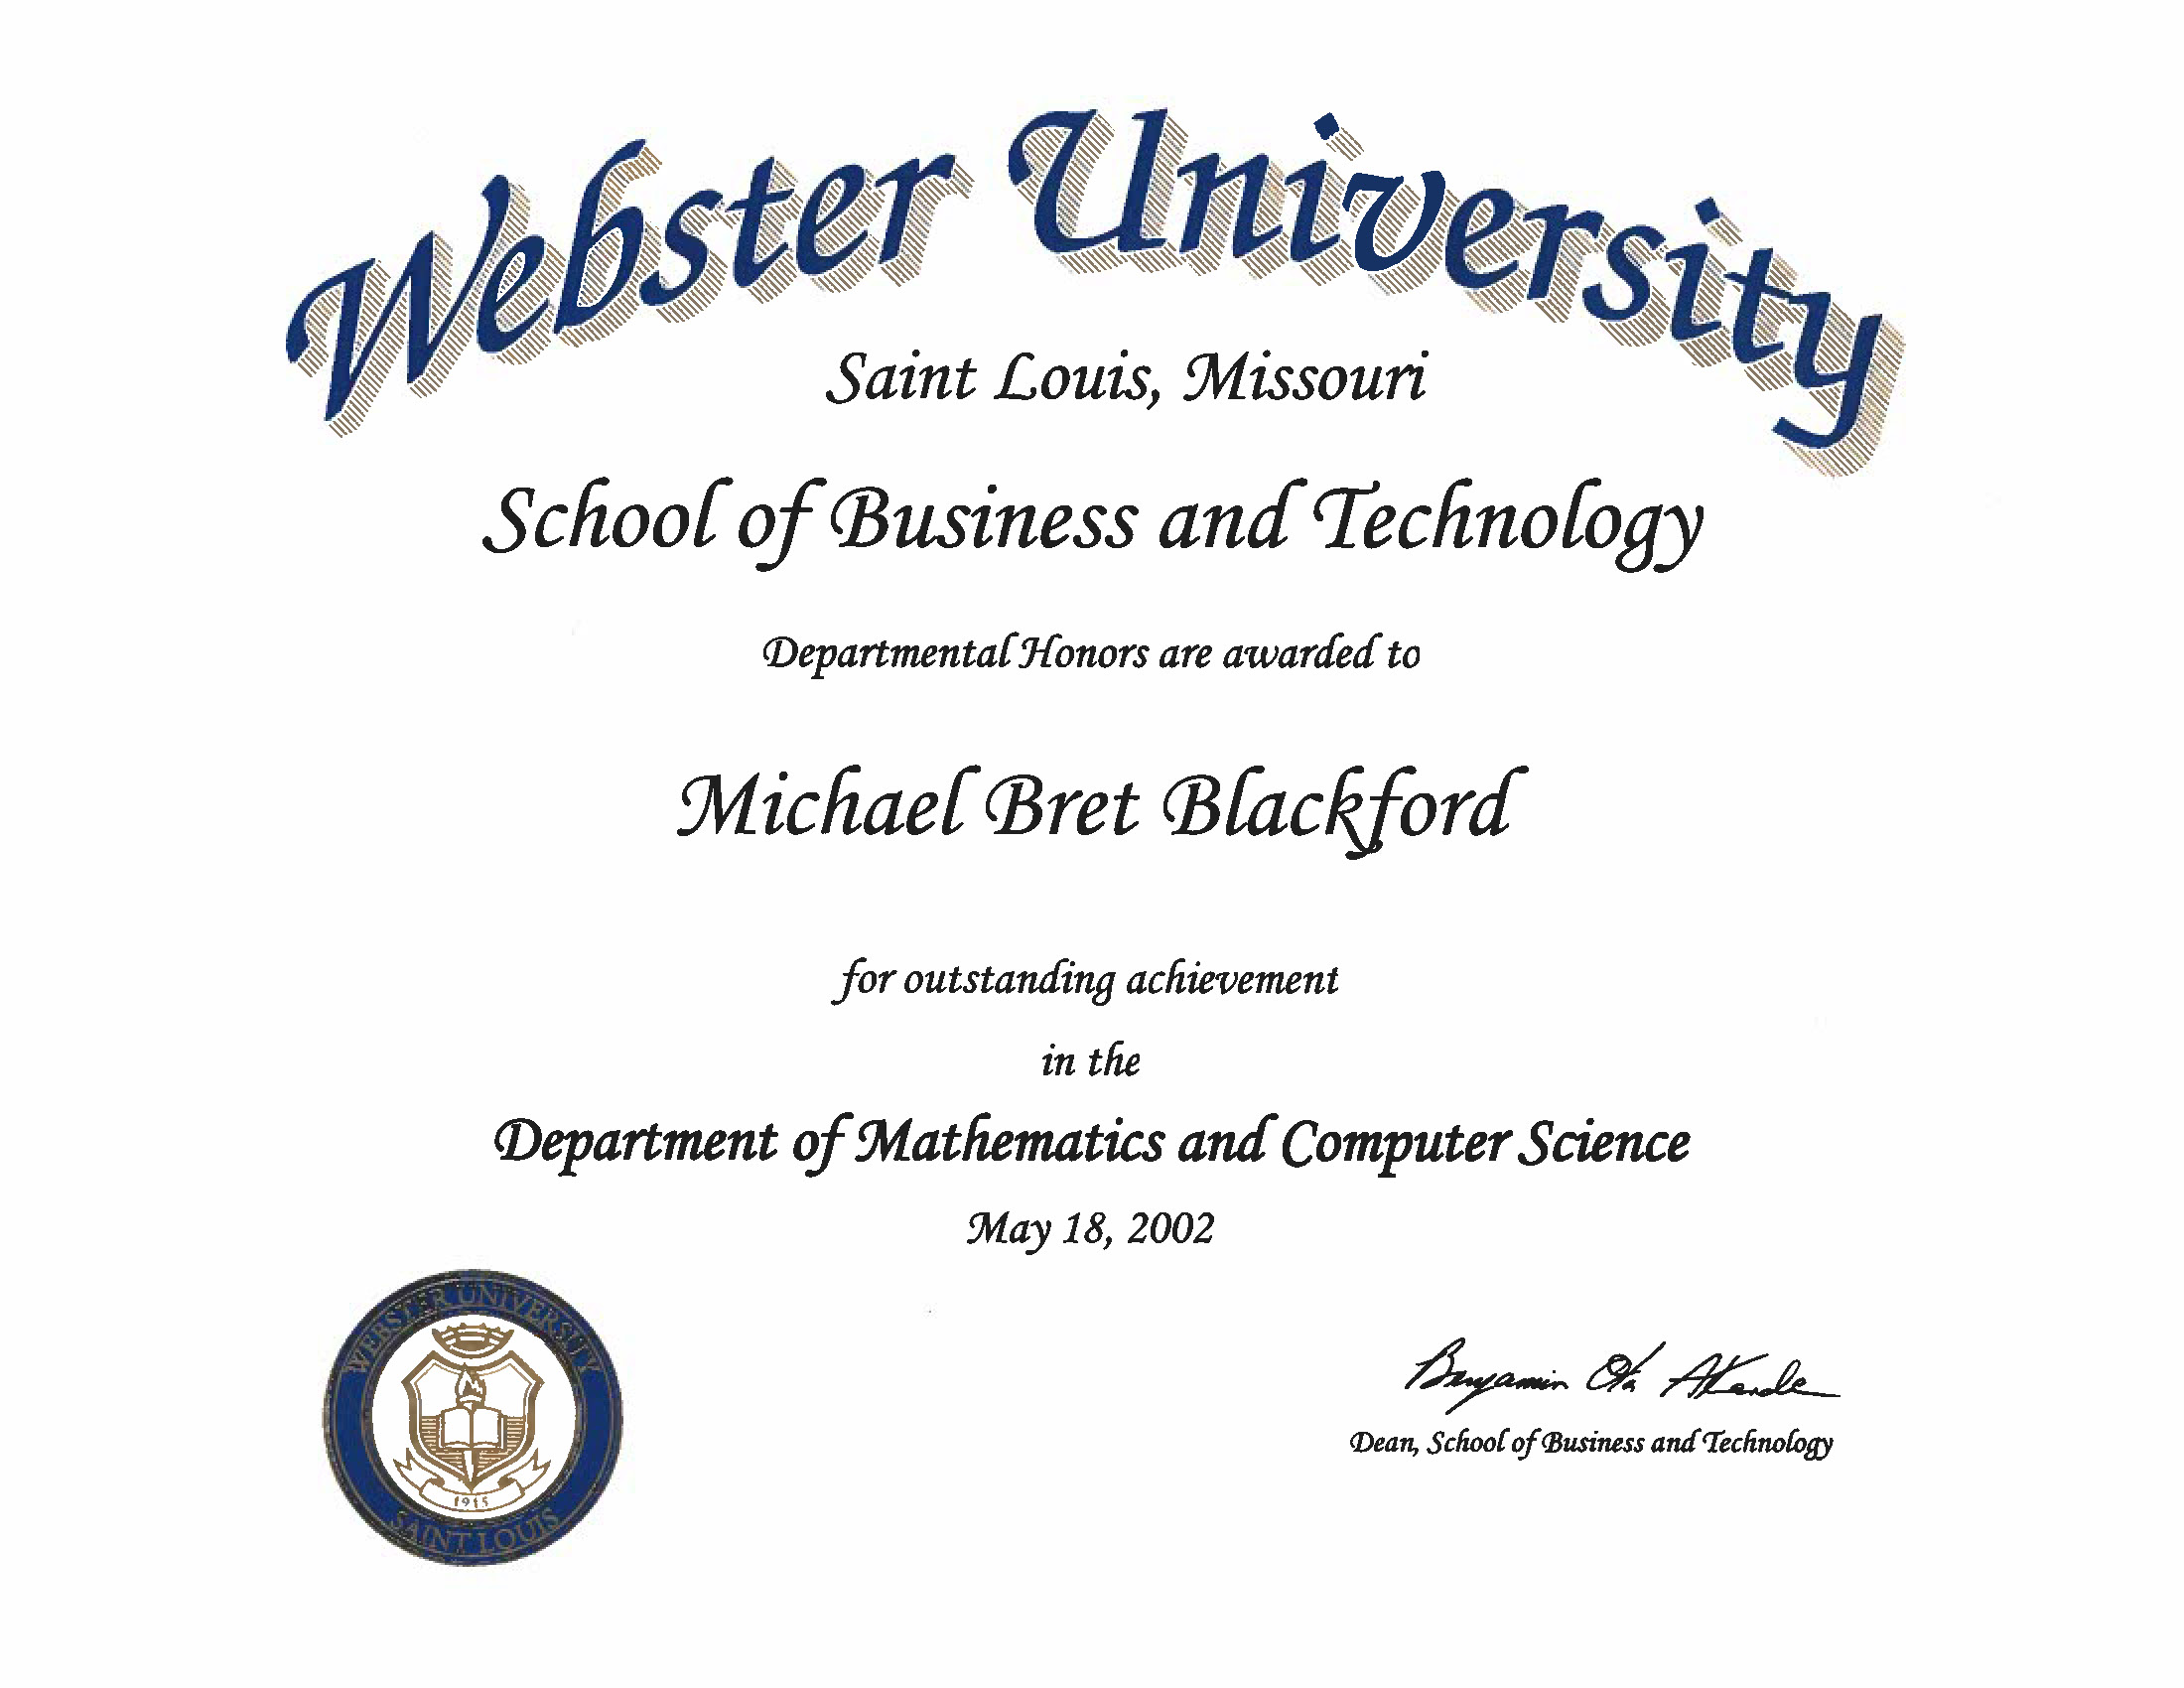 Webster University
Saint Louis, Missouri
School of Business and Technology
Departmental Honors are awarded to
Michael Bret Blackford
for outstanding achievement
in the
Department of Mathematics and Computer Science
May 18, 2002
WEBSTER UNIVERSITY
1915
SAINT LOUIS
Benjamin Ola Akande
Dean, School of Business and Technology